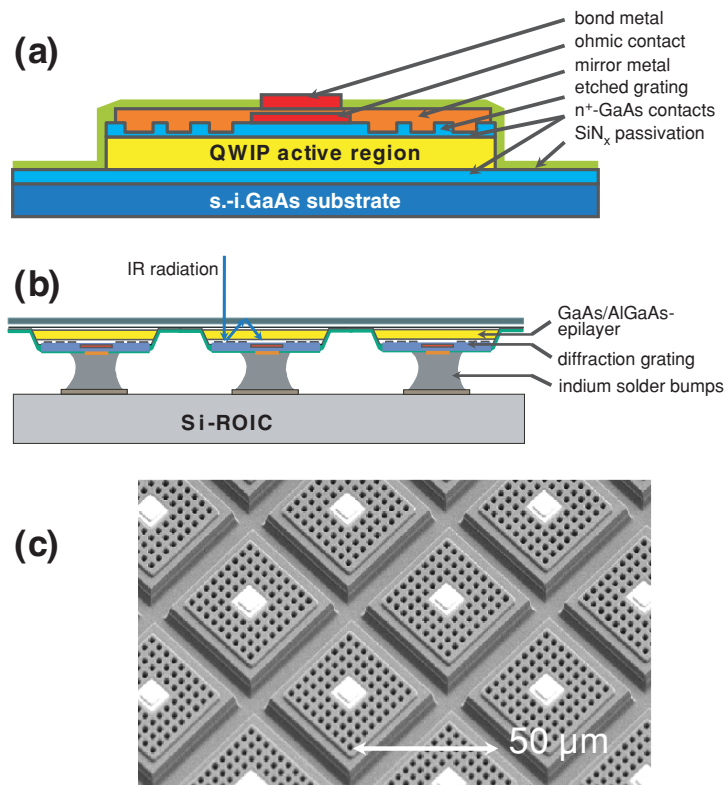 (a)
bond metal
ohmic contact
mirror metal
etched grating
n⁺-GaAs contacts
SiNₓ passivation
QWIP active region
s.-i.GaAs substrate
(b)
IR radiation
GaAs/AlGaAs-
epilayer
diffraction grating
indium solder bumps
Si-ROIC
(c)
50 µm